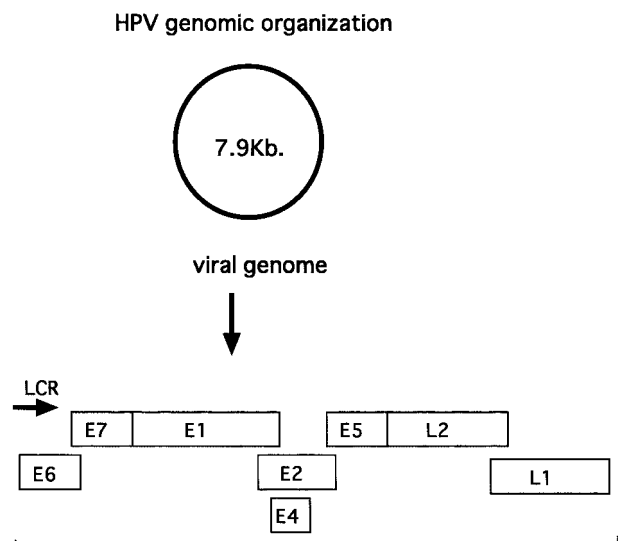 HPV genomic organization
7.9Kb.
viral genome
LCR
E7 E1 E5 L2
E6 E2 L1
E4